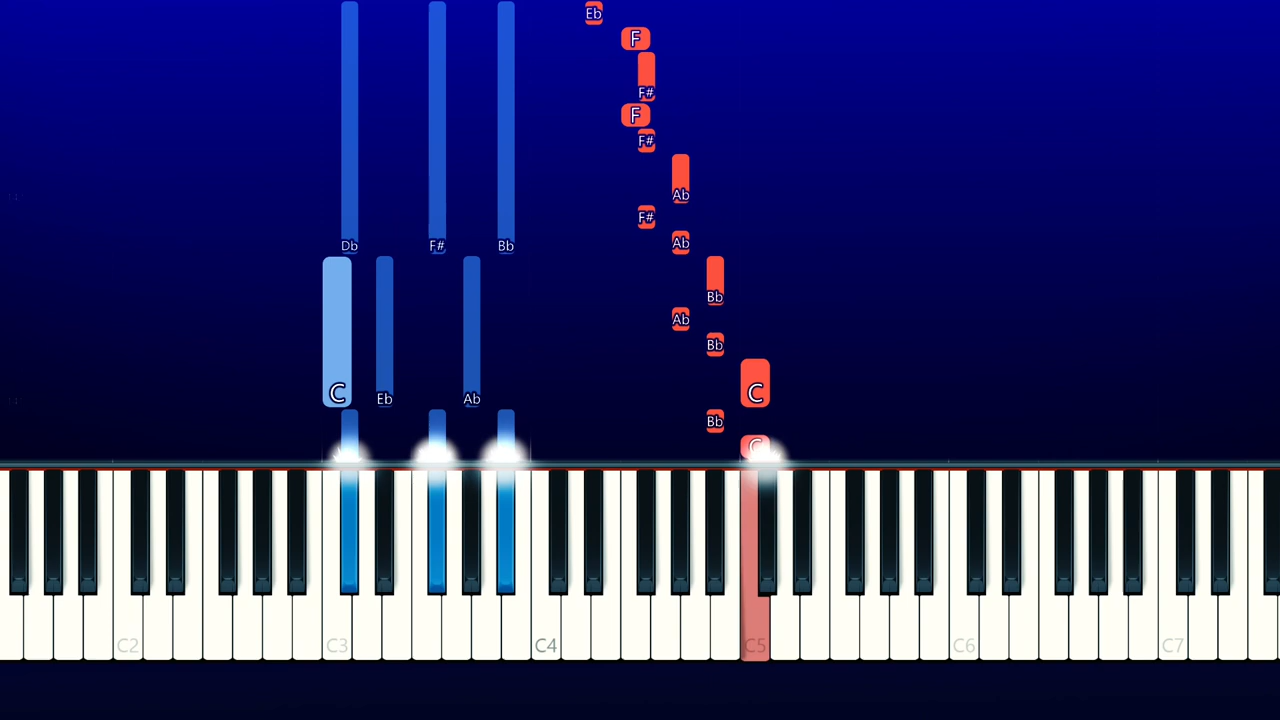 Eb
F
F#
F
F#
Ab
F#
Db F# Bb Ab
Bb
Ab
Bb
C Eb Ab C
Bb
C
C2 C3 C4 C5 C6 C7